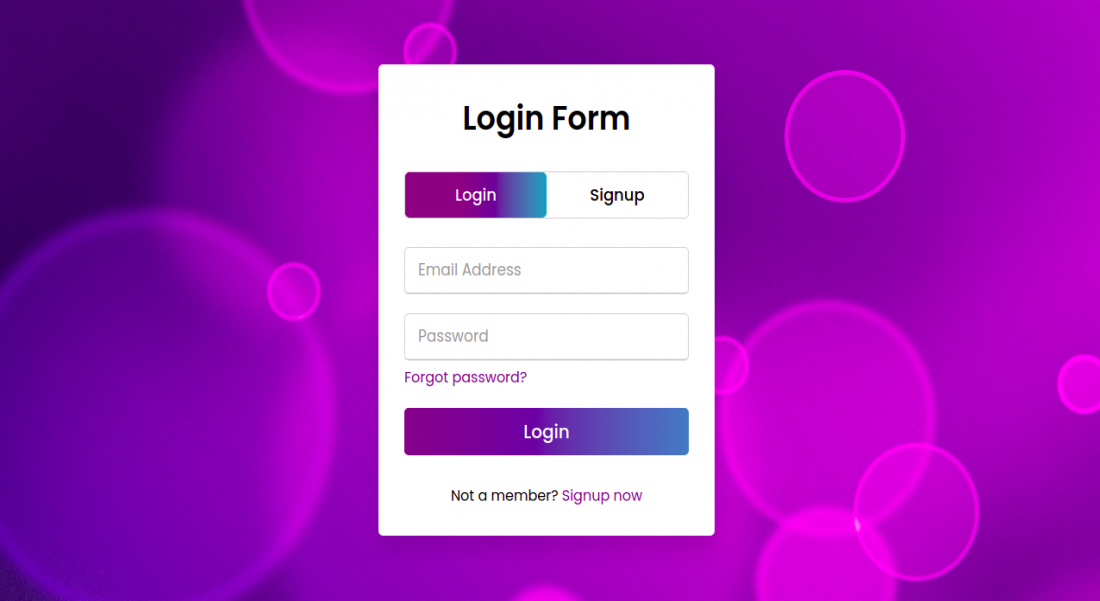 Login Form
Login Signup
Email Address
Password
Forgot password?
Login
Not a member? Signup now